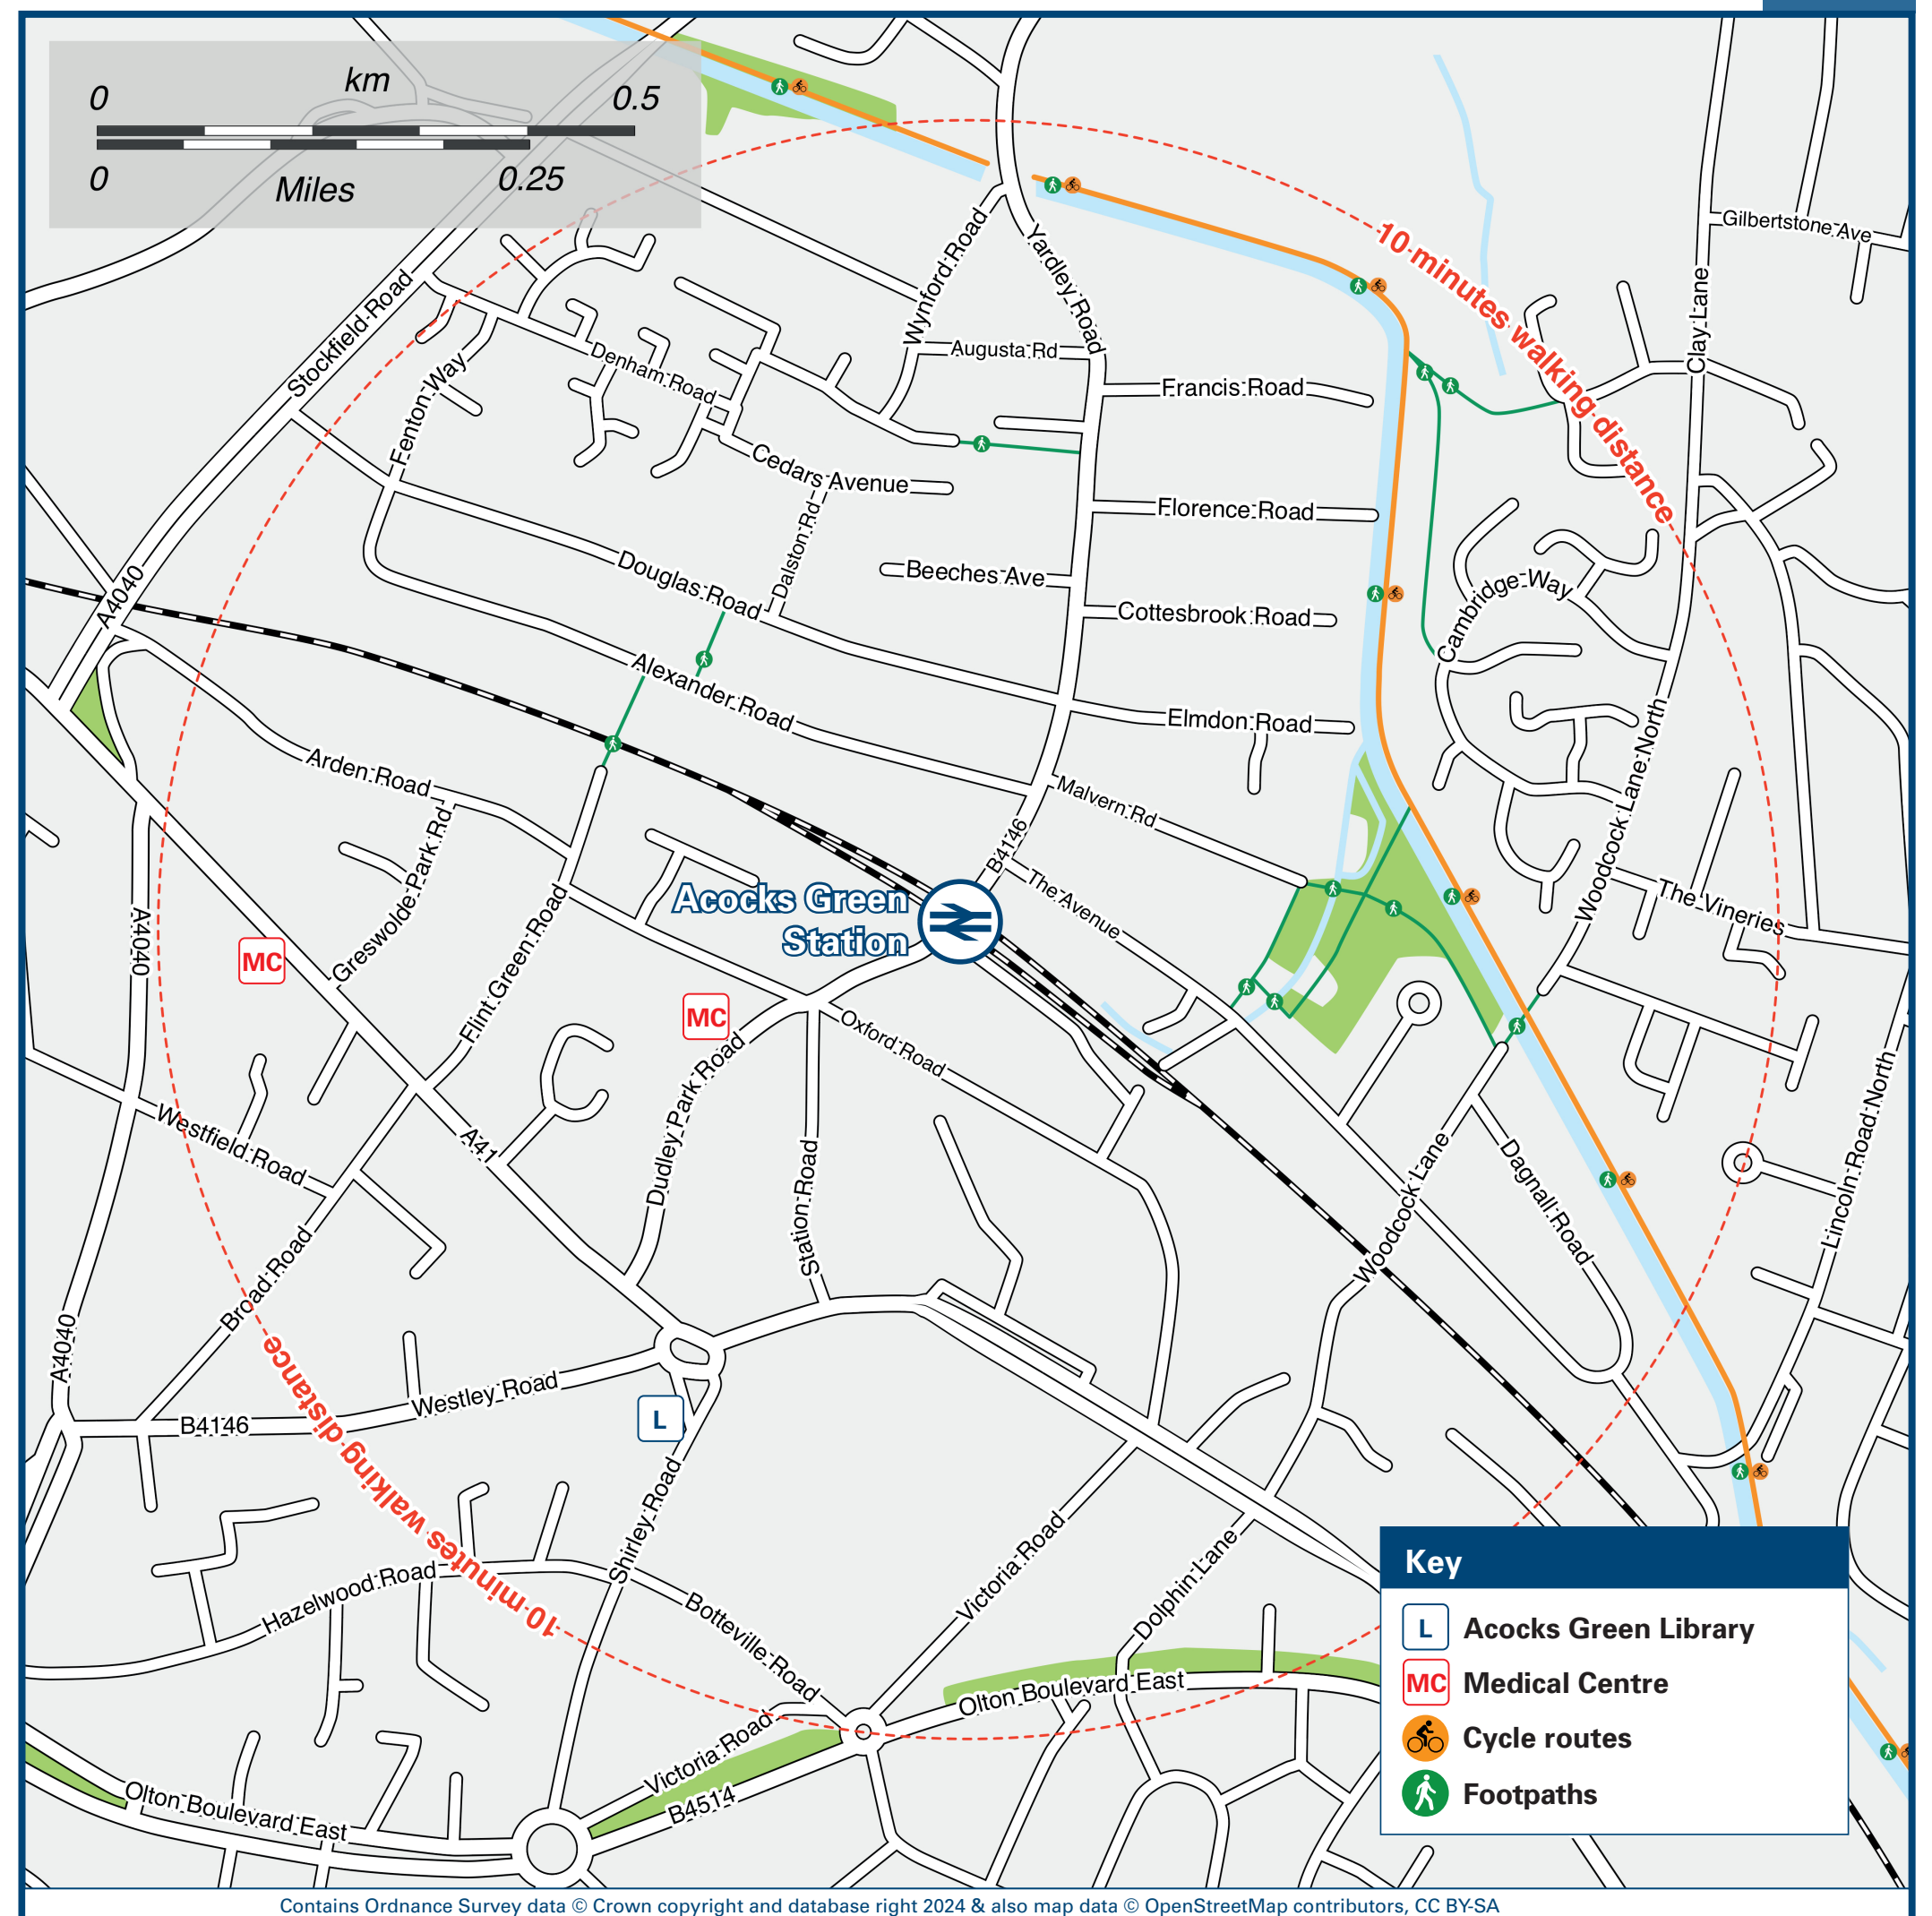 km
0
0.5
0
Miles
0.25
10 minutes walking distance
Gilbertstone Ave
Clay Lane
Wynford Road
Yardley Road
Stockfield Road
Augusta Rd
Denham Road
Francis Road
Fenton Way
Cedars Avenue
Florence Road
Dalston Rd
Douglas Road
Beeches Ave
Cottesbrook Road
Cambridge Way
A4040
Alexander Road
Elmdon Road
Woodcock Lane North
Arden Road
Malvern Rd
B4146
Greswolde Park Rd
The Avenue
The Vineries
Acocks Green
Station
A4040
MC
Flint Green Road
MC
Oxford Road
Dudley Park Road
Westfield Road
A41
Station Road
Woodcock Lane
Dagnall Road
Lincoln Road North
Broad Road
A4040
Westley Road
B4146
L
10 minutes walking distance
Shirley Road
Hazelwood Road
Botteville Road
Victoria Road
Dolphin Lane
Olton Boulevard East
Victoria Road
B4514
Olton Boulevard East
Key
L Acocks Green Library
MC Medical Centre
Cycle routes
Footpaths
Contains Ordnance Survey data © Crown copyright and database right 2024 & also map data © OpenStreetMap contributors, CC BY-SA